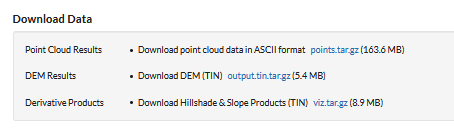 Download Data
Point Cloud Results • Download point cloud data in ASCII format points.tar.gz (163.6 MB)
DEM Results • Download DEM (TIN) output.tin.tar.gz (5.4 MB)
Derivative Products • Download Hillshade & Slope Products (TIN) viz.tar.gz (8.9 MB)